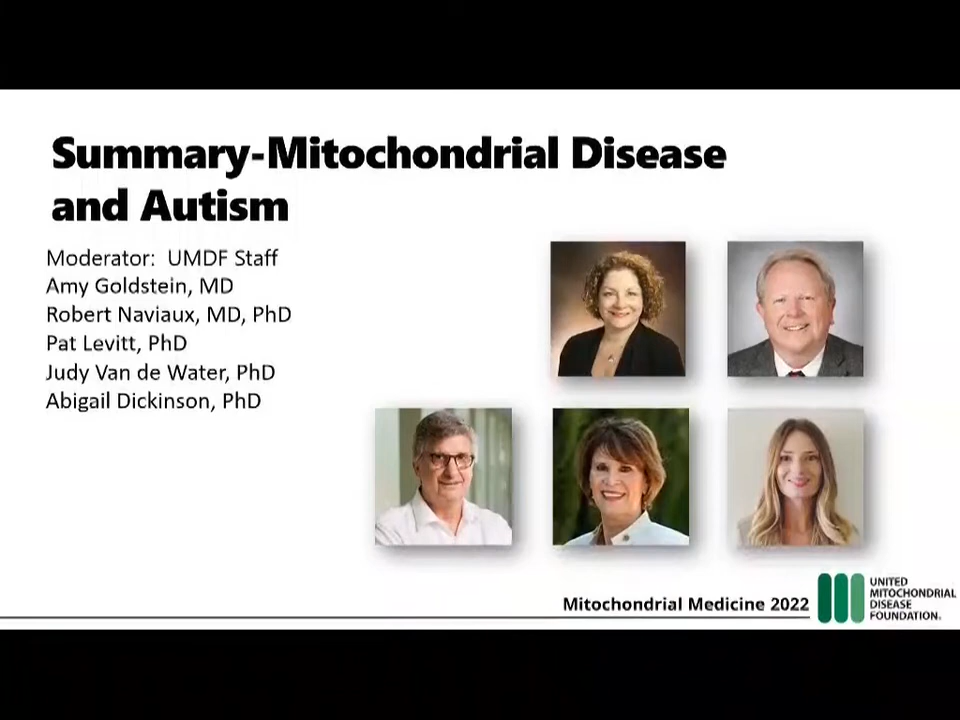 Summary-Mitochondrial Disease
and Autism
Moderator:  UMDF Staff
Amy Goldstein, MD
Robert Naviaux, MD, PhD
Pat Levitt, PhD
Judy Van de Water, PhD
Abigail Dickinson, PhD
Mitochondrial Medicine 2022
UNITED
MITOCHONDRIAL
DISEASE
FOUNDATION®